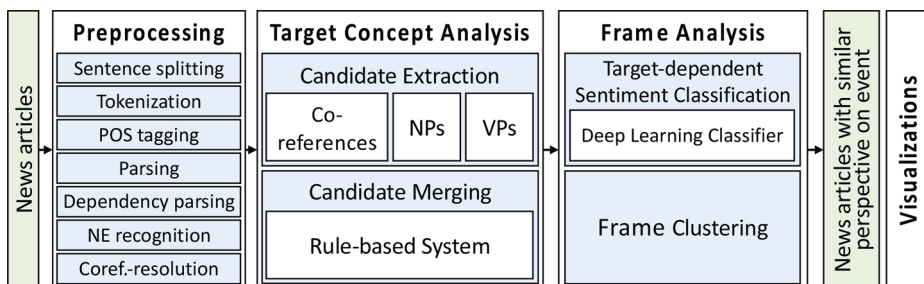 News articles
Preprocessing
Sentence splitting
Tokenization
POS tagging
Parsing
Dependency parsing
NE recognition
Coref.-resolution
Target Concept Analysis
Candidate Extraction
Co-
references
NPs
VPs
Candidate Merging
Rule-based System
Frame Analysis
Target-dependent
Sentiment Classification
Deep Learning Classifier
Frame Clustering
News articles with similar
perspective on event
Visualizations